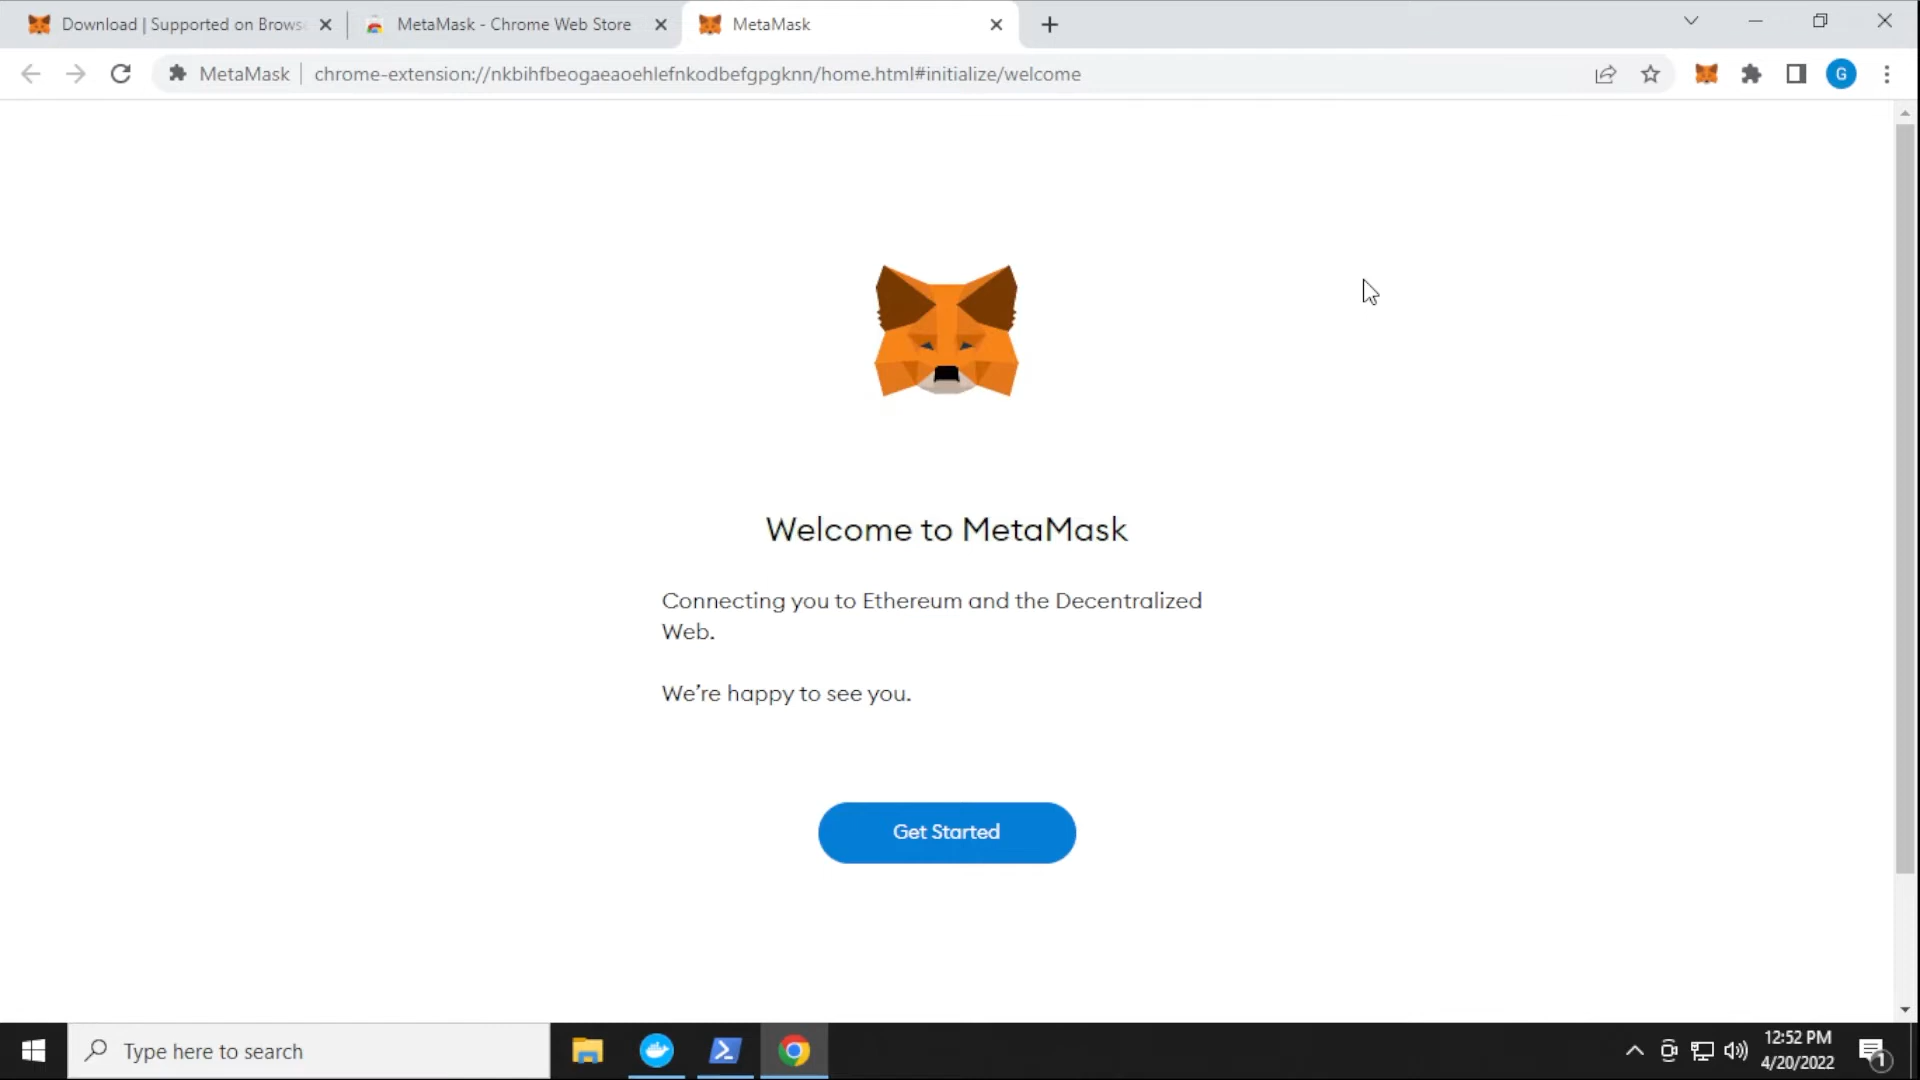 Download | Supported on Brows
MetaMask - Chrome Web Store
MetaMask
MetaMask
chrome-extension://nkbihfbeogaeaoehlefnkodbefgpgknn/home.html#initialize/welcome
G
Welcome to MetaMask
Connecting you to Ethereum and the Decentralized
Web.
We’re happy to see you.
Get Started
Type here to search
12:52 PM
4/20/2022
1